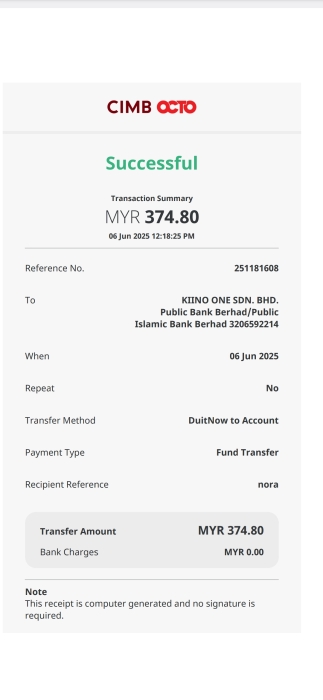 CIMB OCTO
Successful
Transaction Summary
MYR 374.80
06 Jun 2025 12:18:25 PM
Reference No. 251181608
To KIINO ONE SDN. BHD.
Public Bank Berhad/Public
Islamic Bank Berhad 3206592214
When 06 Jun 2025
Repeat No
Transfer Method DuitNow to Account
Payment Type Fund Transfer
Recipient Reference nora
Transfer Amount MYR 374.80
Bank Charges MYR 0.00
Note
This receipt is computer generated and no signature is
required.